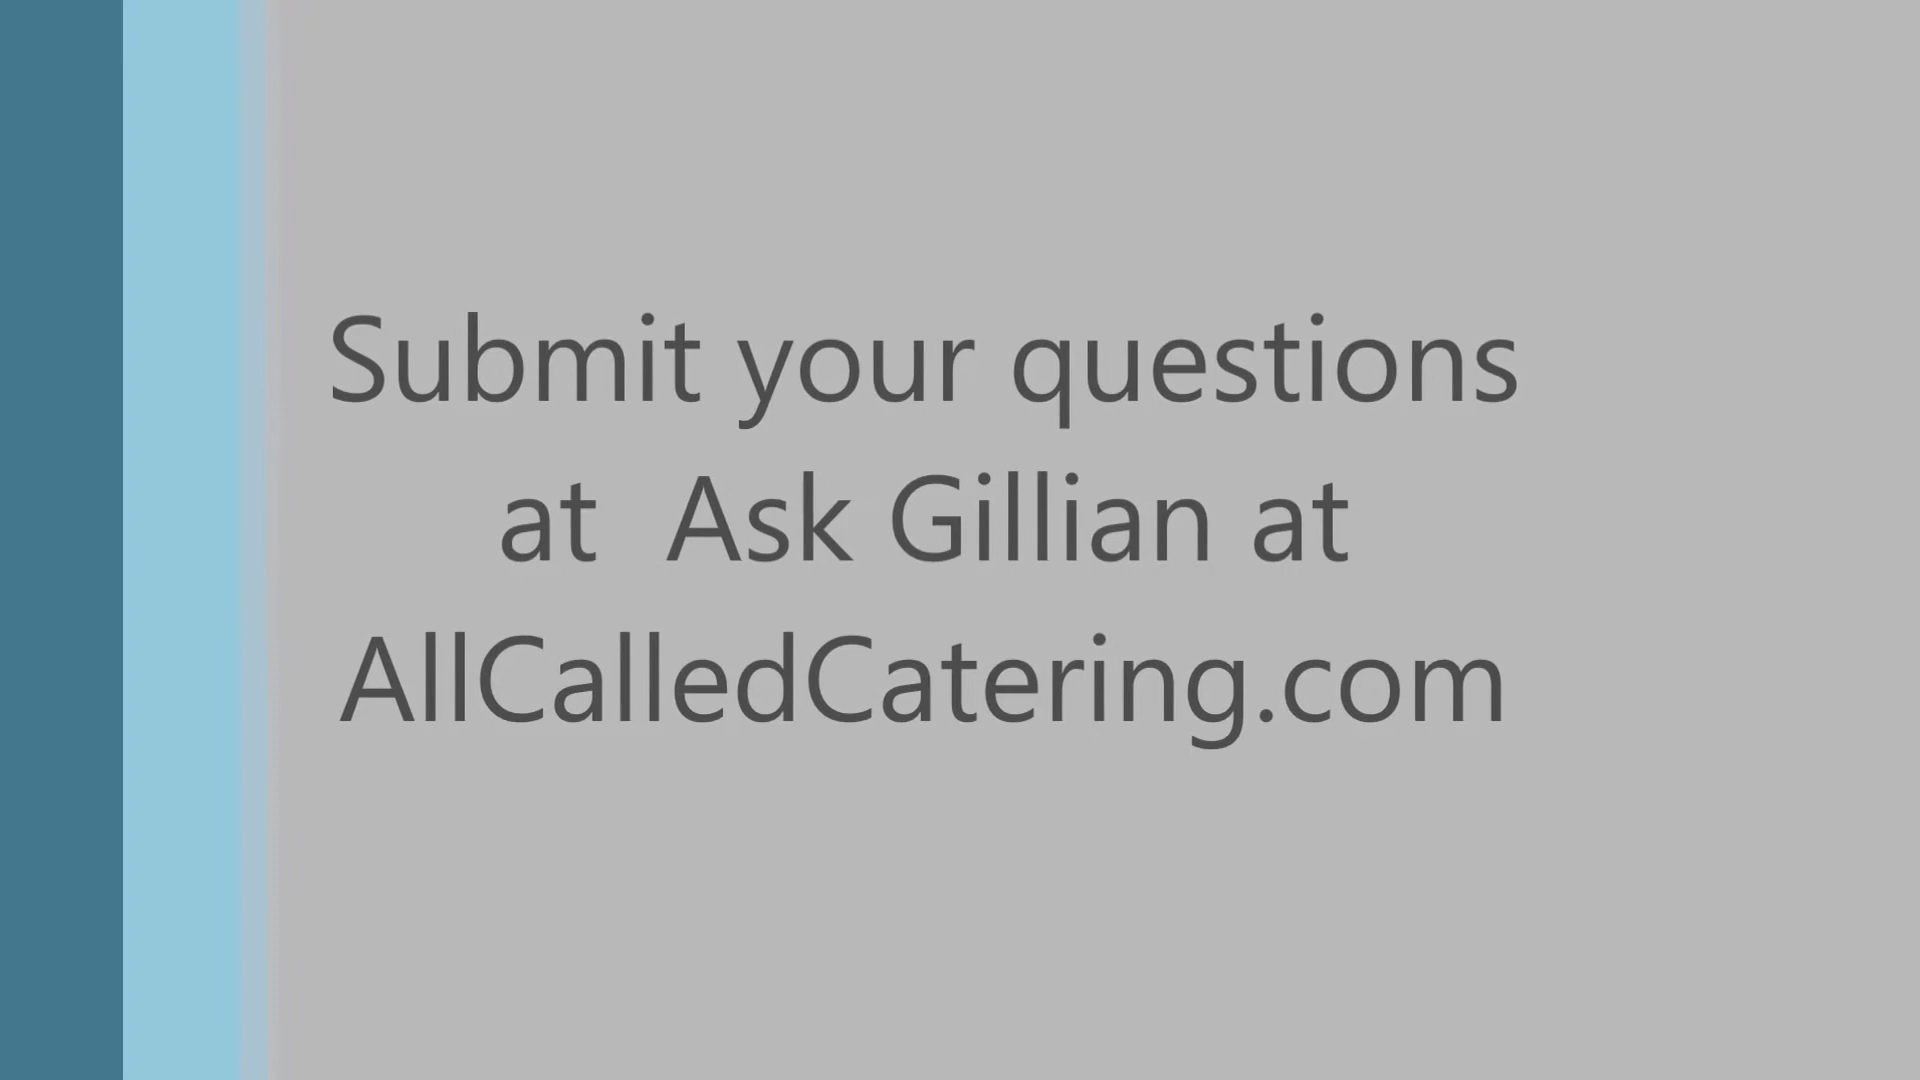 Submit your questions
at  Ask Gillian at
AllCalledCatering.com